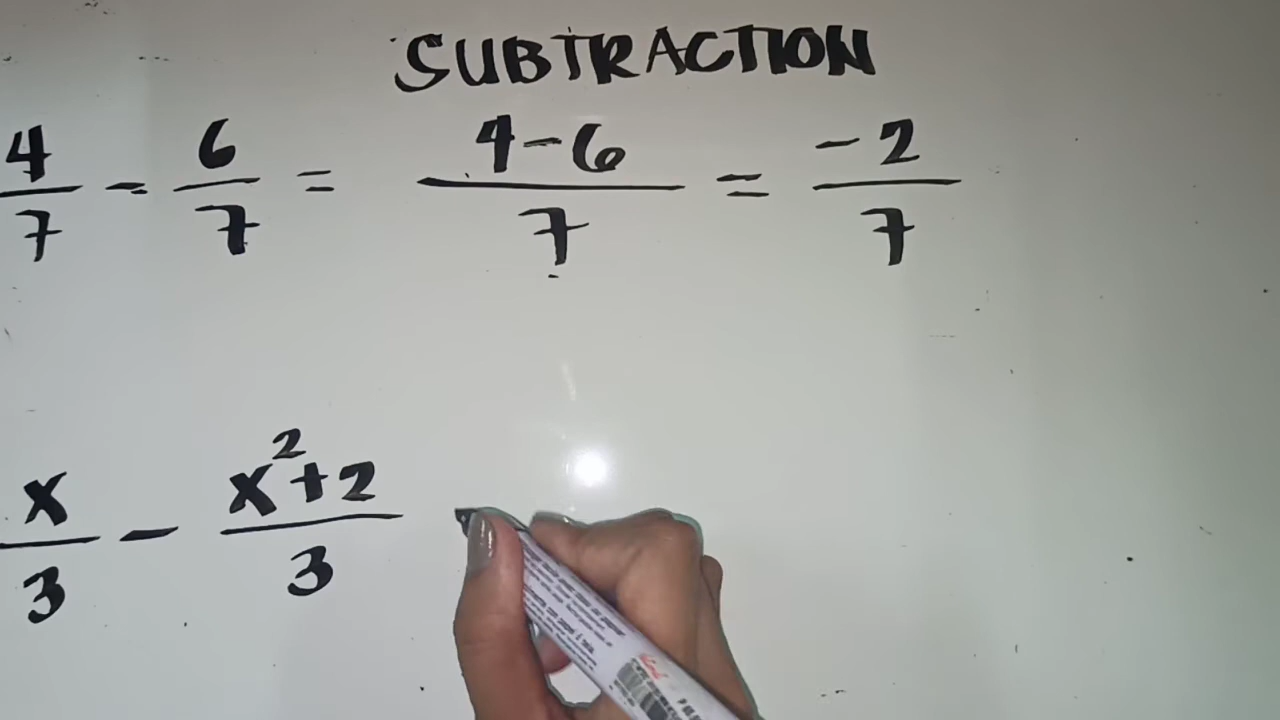 SUBTRACTION
4/7 - 6/7 = 4-6/7 = -2/7
x/3 - x²+2/3